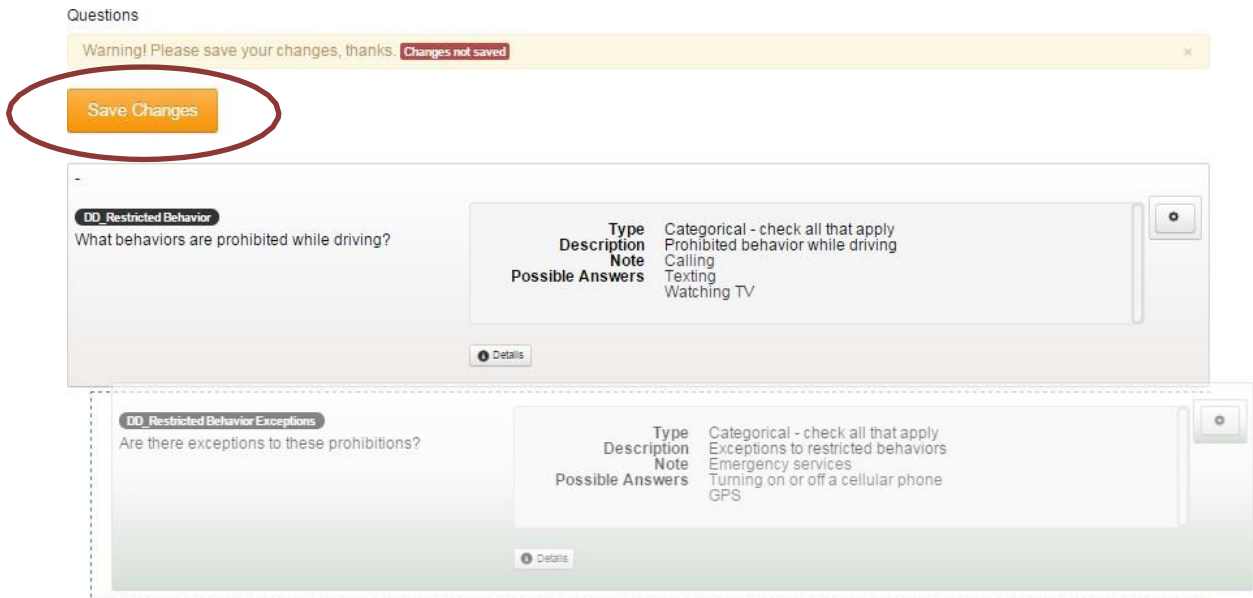 Questions
Warning! Please save your changes, thanks. Changes not saved ×
Save Changes
-
DD_Restricted Behavior
What behaviors are prohibited while driving?
Type Categorical - check all that apply
Description Prohibited behavior while driving
Note Calling
Possible Answers Texting
Watching TV
Details
DD_Restricted Behavior Exceptions
Are there exceptions to these prohibitions?
Type Categorical - check all that apply
Description Exceptions to restricted behaviors
Note Emergency services
Possible Answers Turning on or off a cellular phone
GPS
Details